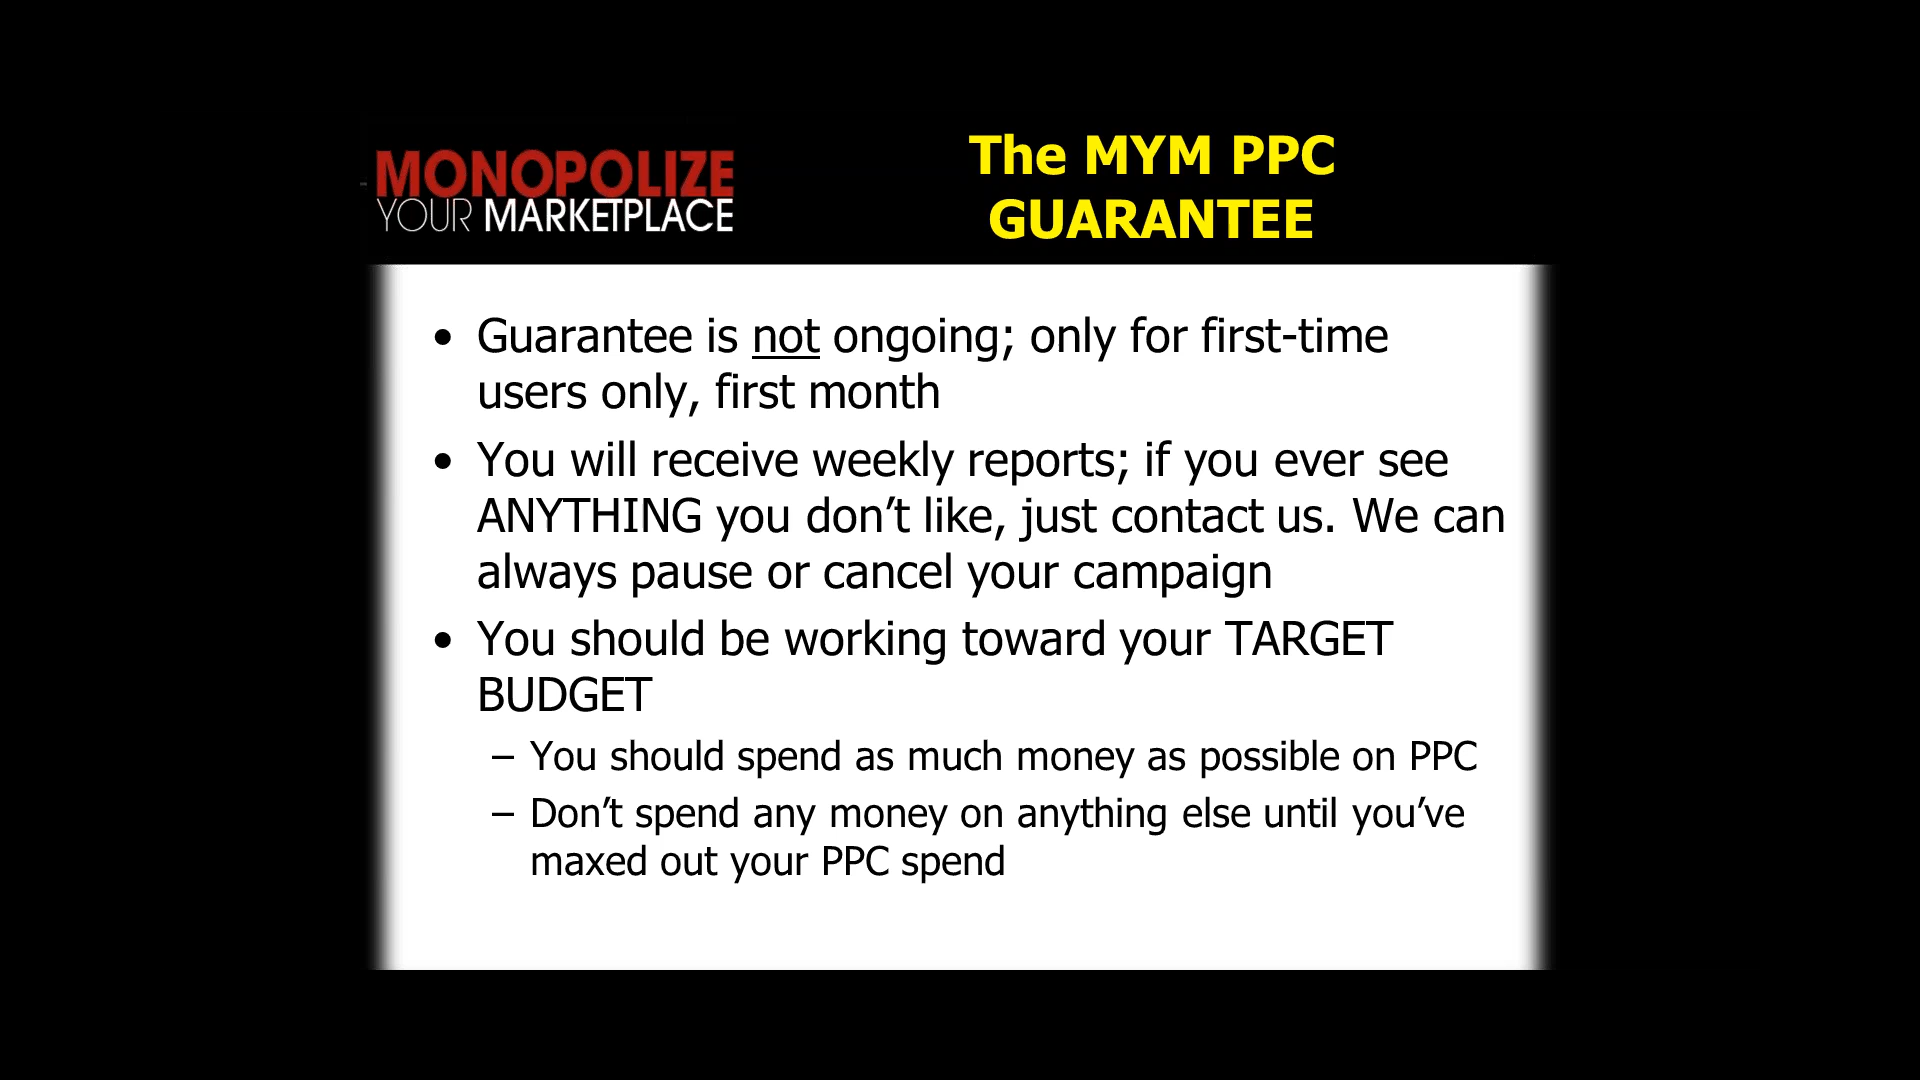 MONOPOLIZE
YOUR MARKETPLACE
The MYM PPC
GUARANTEE
• Guarantee is not ongoing; only for first-time
users only, first month
• You will receive weekly reports; if you ever see
ANYTHING you don’t like, just contact us. We can
always pause or cancel your campaign
• You should be working toward your TARGET
BUDGET
– You should spend as much money as possible on PPC
– Don’t spend any money on anything else until you’ve
maxed out your PPC spend